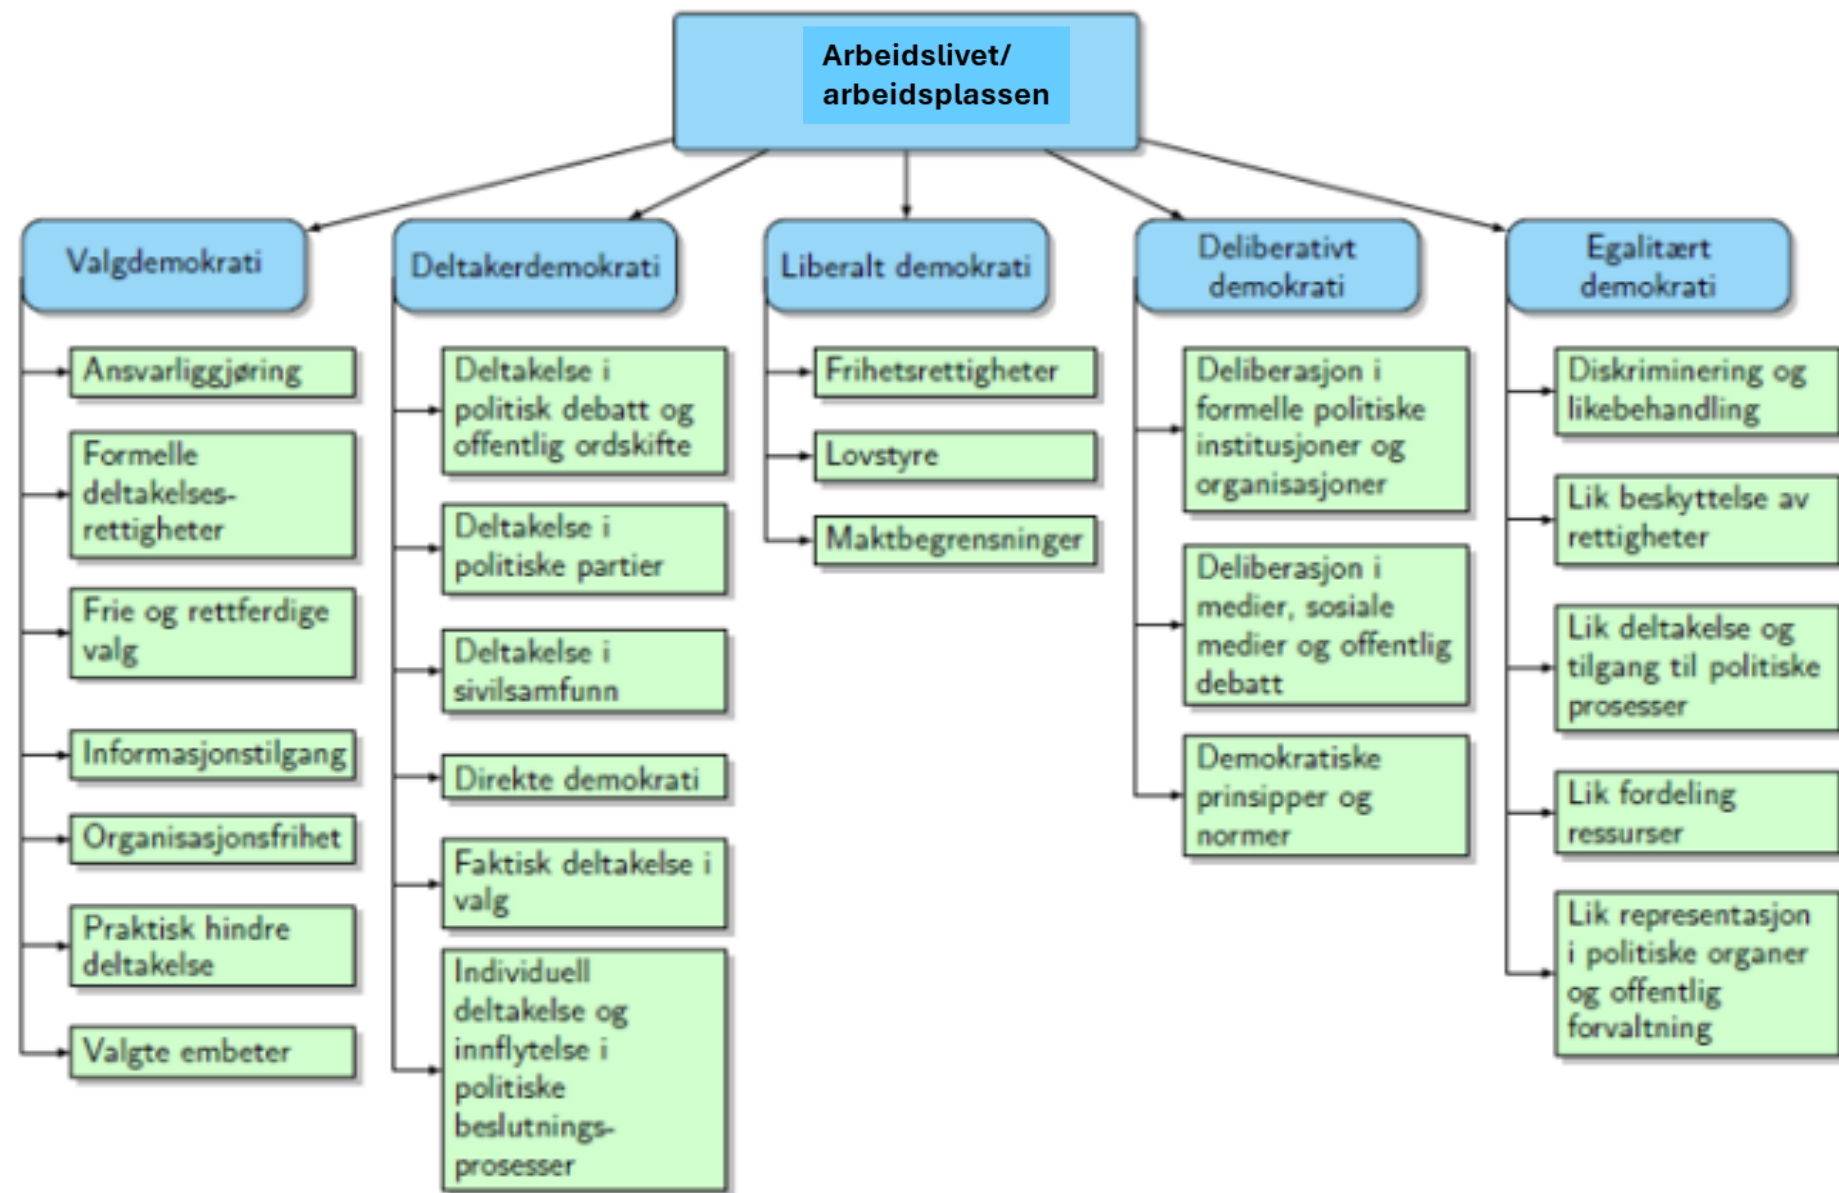 Arbeidslivet/
arbeidsplassen
Valgdemokrati
Ansvarliggjøring
Formelle
deltakelses-
rettigheter
Frie og rettferdige
valg
Informasjonstilgang
Organisasjonsfrihet
Praktisk hindre
deltakelse
Valgte embeter
Deltakerdemokrati
Deltakelse i
politisk debatt og
offentlig ordskifte
Deltakelse i
politiske partier
Deltakelse i
sivilsamfunn
Direkte demokrati
Faktisk deltakelse i
valg
Individuell
deltakelse og
innflytelse i
politiske
beslutnings-
prosesser
Liberalt demokrati
Frihetsrettigheter
Lovstyre
Maktbegrensninger
Deliberativt
demokrati
Deliberasjon i
formelle politiske
institusjoner og
organisasjoner
Deliberasjon i
medier, sosiale
medier og offentlig
debatt
Demokratiske
prinsipper og
normer
Egalitært
demokrati
Diskriminering og
likebehandling
Lik beskyttelse av
rettigheter
Lik deltakelse og
tilgang til politiske
prosesser
Lik fordeling
ressurser
Lik representasjon
i politiske organer
og offentlig
forvaltning